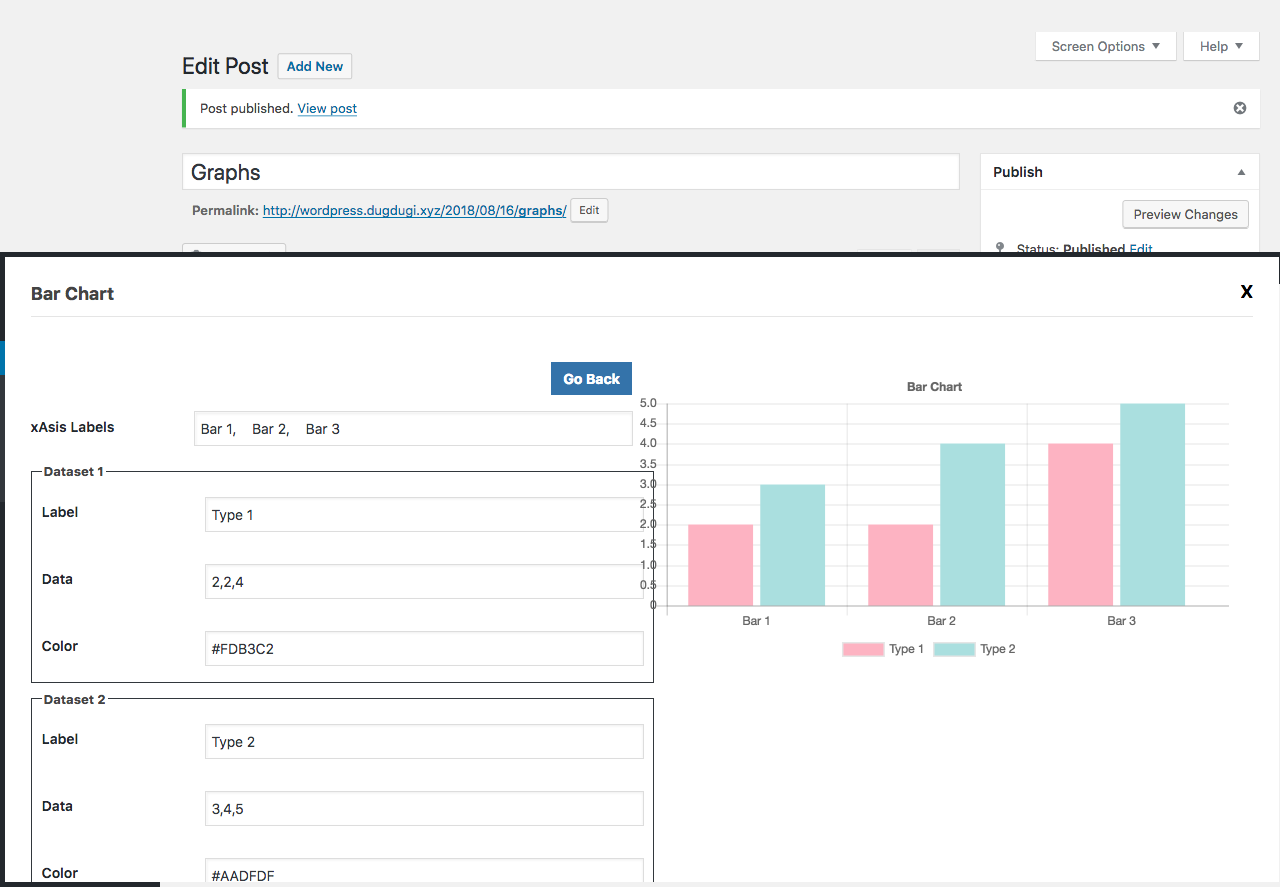 Screen Options
Help
Edit Post
Add New
Post published. View post
Graphs
Permalink: http://wordpress.dugdugi.xyz/2018/08/16/graphs/
Edit
Publish
Preview Changes
Status: Published Edit
Bar Chart
X
Go Back
xAsis Labels
Bar 1, Bar 2, Bar 3
Dataset 1
Label
Type 1
Data
2,2,4
Color
#FDB3C2
Dataset 2
Label
Type 2
Data
3,4,5
Color
#AADFDF
Bar Chart
5.0
4.5
4.0
3.5
3.0
2.5
2.0
1.5
1.0
0.5
0
Bar 1
Bar 2
Bar 3
Type 1
Type 2